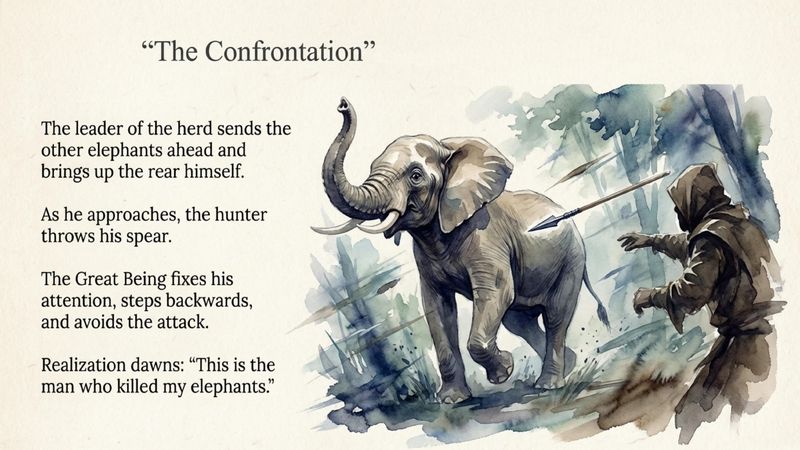 “The Confrontation”
The leader of the herd sends the
other elephants ahead and
brings up the rear himself.
As he approaches, the hunter
throws his spear.
The Great Being fixes his
attention, steps backwards,
and avoids the attack.
Realization dawns: “This is the
man who killed my elephants.”